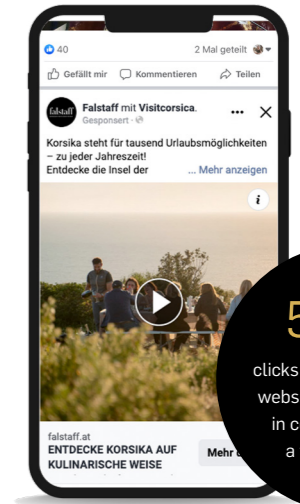 40
2 Mal geteilt
Gefällt mir Kommentieren Teilen
falstaff
Falstaff mit Visitcorsica.
Gesponsert ·
Korsika steht für tausend Urlaubsmöglichkeiten
– zu jeder Jahreszeit!
Entdecke die Insel der ... Mehr anzeigen
i
5
clicks
webs
in c
a
falstaff.at
ENTDECKE KORSIKA AUF
KULINARISCHE WEISE
Mehr